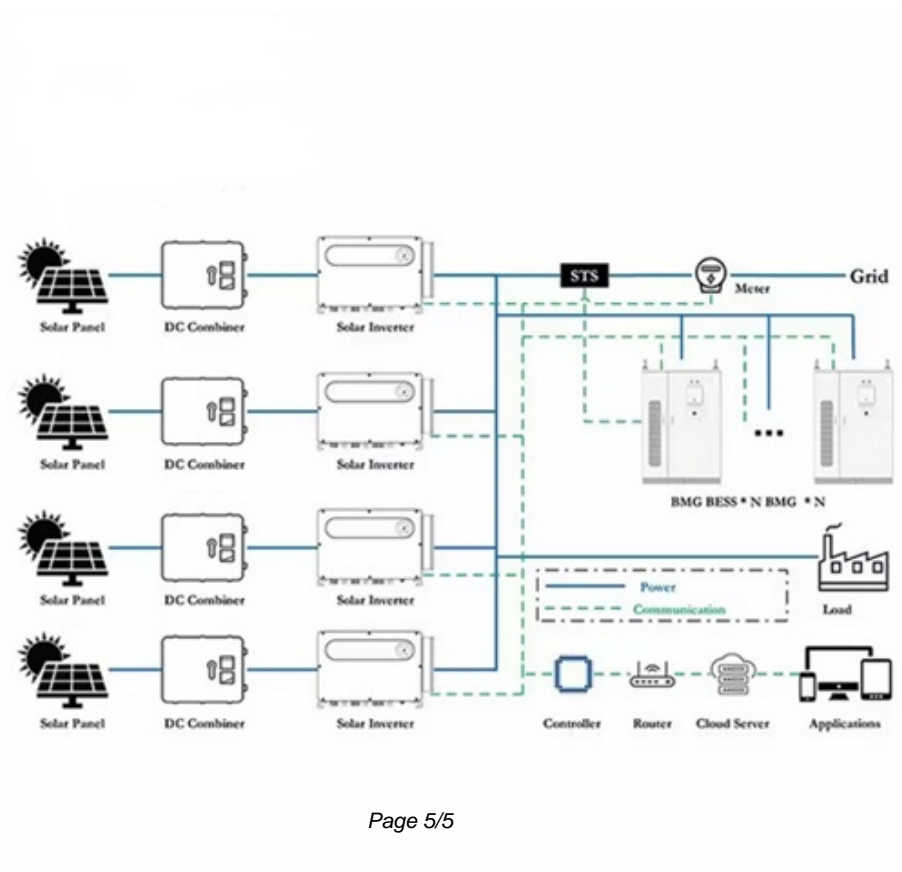 STS
Meter
Grid
Solar Panel
DC Combiner
Solar Inverter
Solar Panel
DC Combiner
Solar Inverter
BMG BESS * N BMG * N
Solar Panel
DC Combiner
Solar Inverter
Power
Communication
Load
Solar Panel
DC Combiner
Solar Inverter
Controller
Router
Cloud Server
Applications
Page 5/5